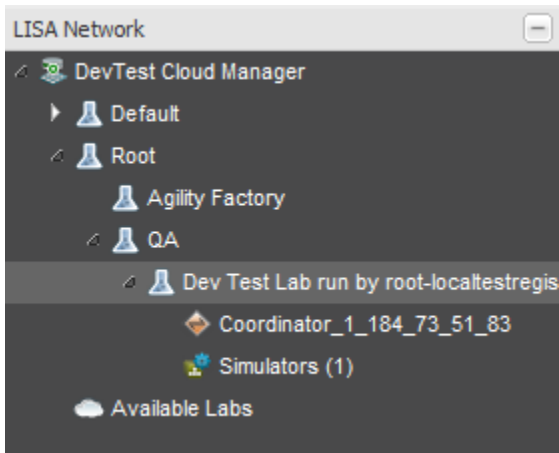 LISA Network
DevTest Cloud Manager
Default
Root
Agility Factory
QA
Dev Test Lab run by root-localtestregis
Coordinator_1_184_73_51_83
Simulators (1)
Available Labs